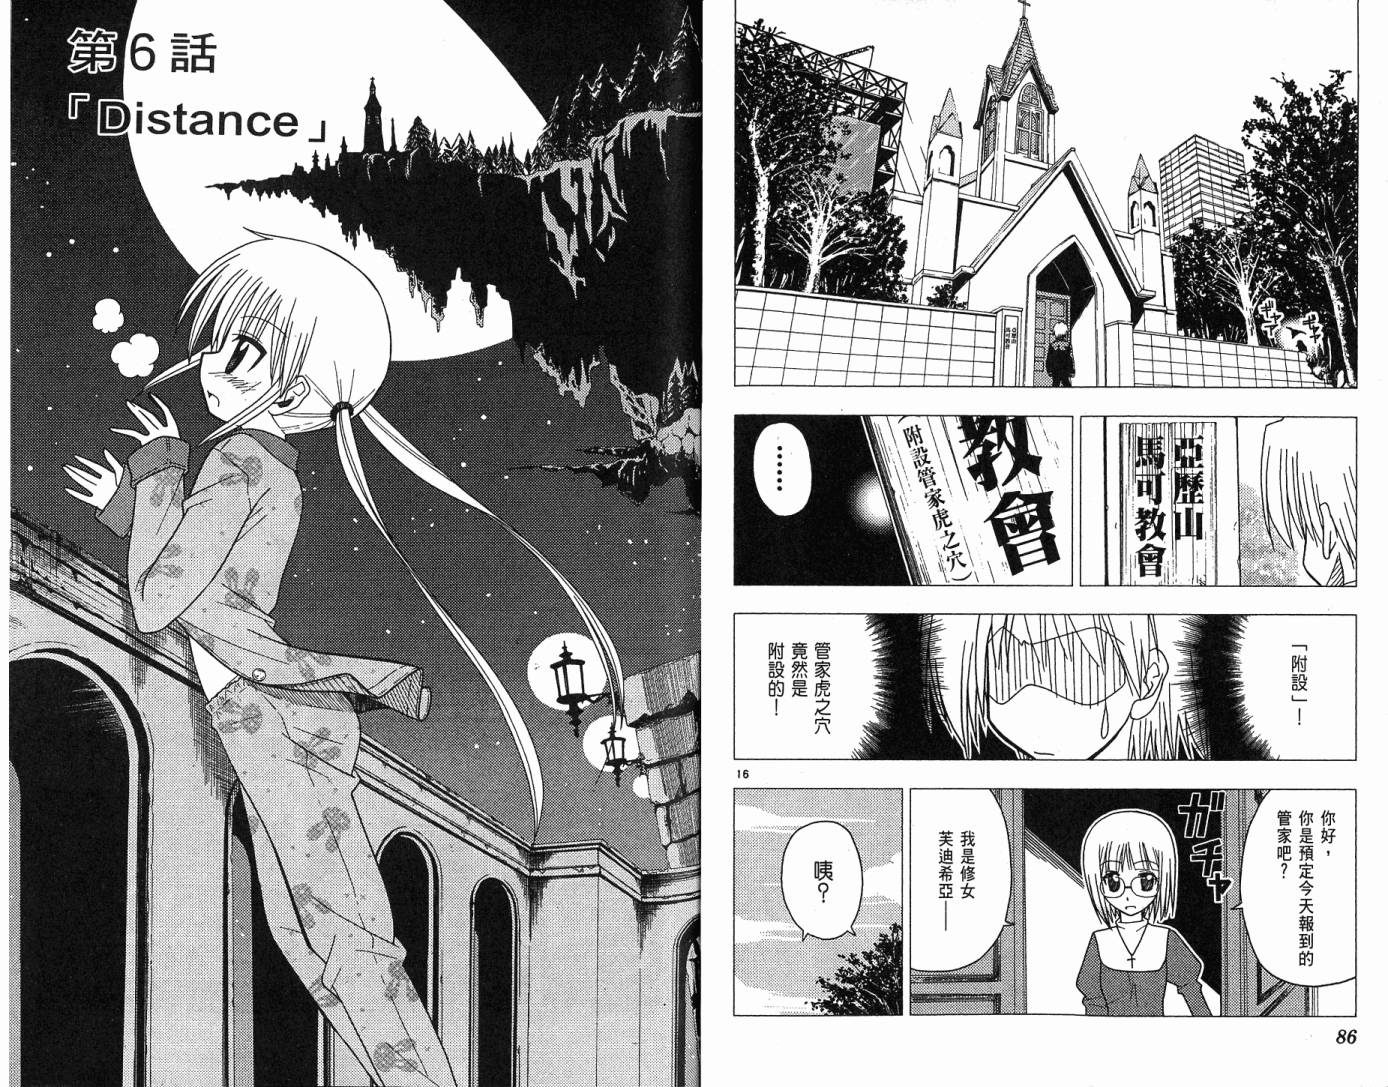 亞歷山
馬可教會
教會
(附設管家虎之穴)
⋯⋯
「附設」!
管家虎之穴
竟然是
附設的!
16
ガチャ
你好,
你是預定今天報到的
管家吧?
我是修女
芙迪希亞──
咦?
86
第6話
「Distance」